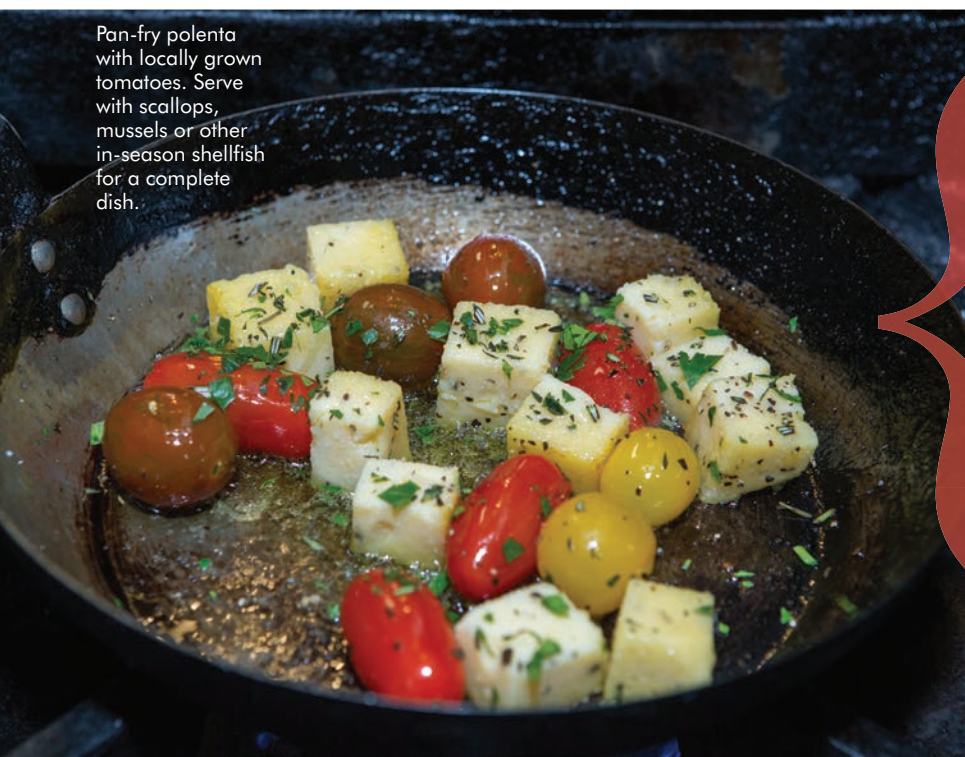 Pan-fry polenta
with locally grown
tomatoes. Serve
with scallops,
mussels or other
in-season shellfish
for a complete
dish.